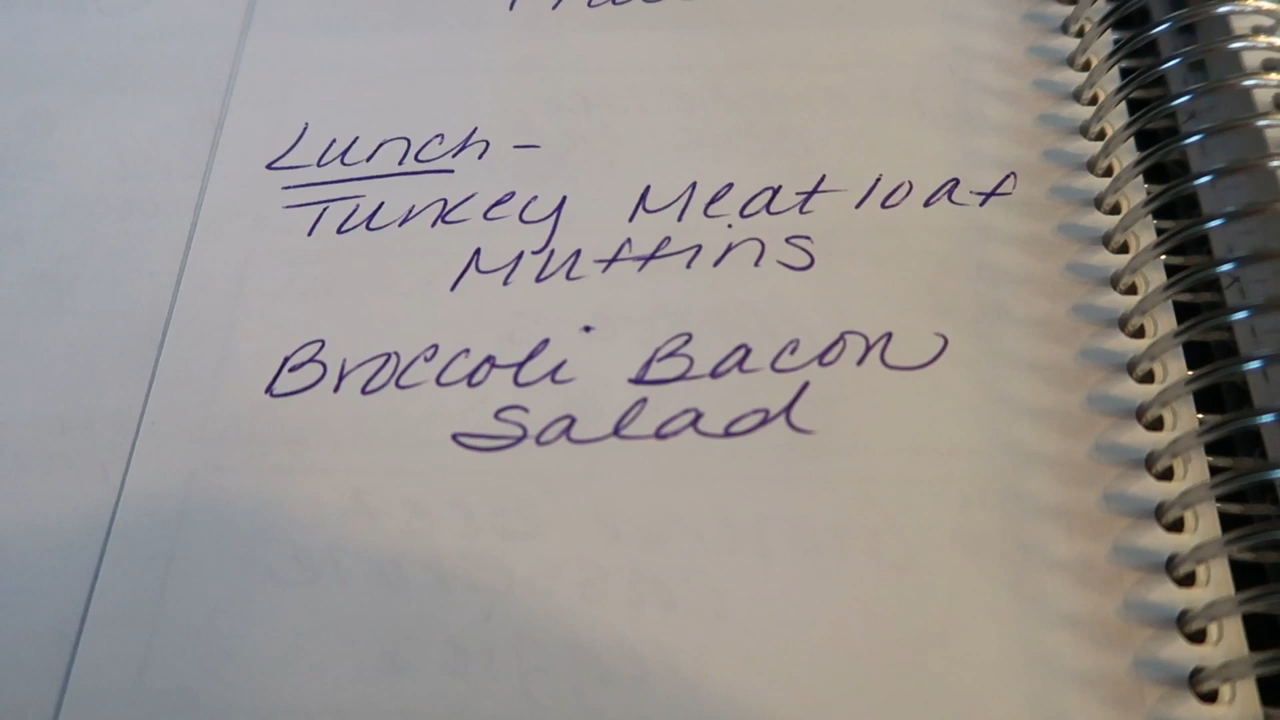 Lunch-
Turkey Meatloaf
Muffins
Broccoli Bacon
Salad